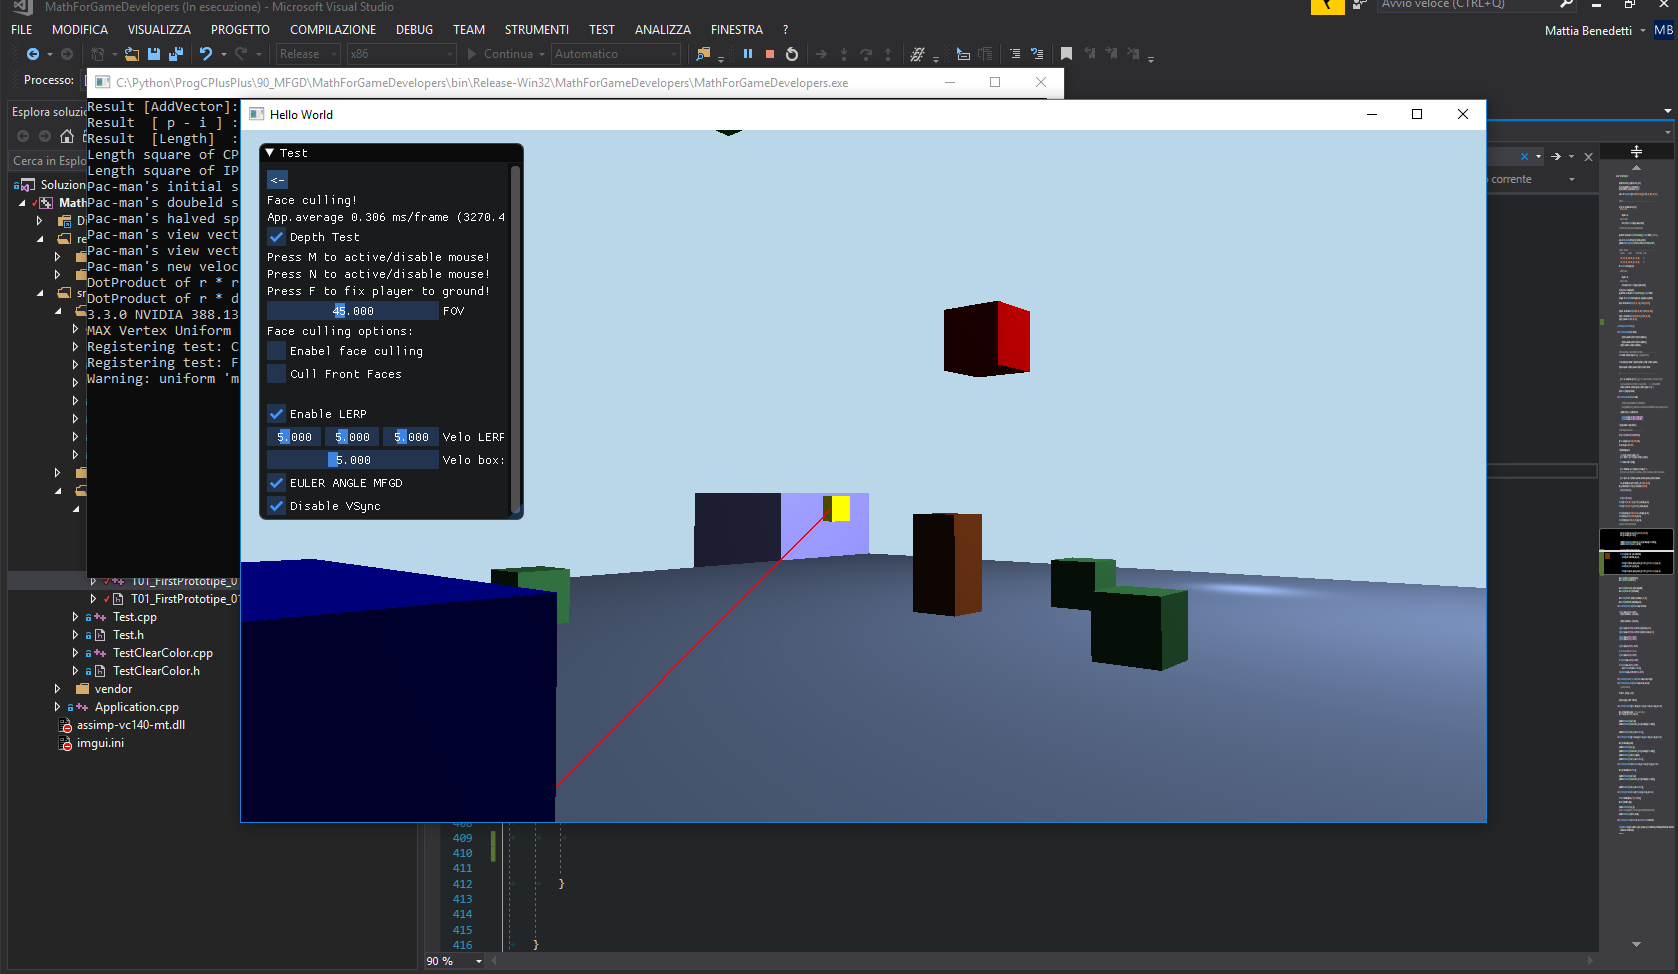 MathForGameDevelopers (In esecuzione) - Microsoft Visual Studio
Avvio veloce (CTRL+Q)
FILE MODIFICA VISUALIZZA PROGETTO COMPILAZIONE DEBUG TEAM STRUMENTI TEST ANALIZZA FINESTRA ?
Mattia Benedetti MB
Release x86 Continua Automatico
Processo:
C:\Python\ProgCPlusPlus\90_MFGD\MathForGameDevelopers\bin\Release-Win32\MathForGameDevelopers\MathForGameDevelopers.exe
Esplora soluzi
Cerca in Esplo
Soluzion
Math
D
re
sr
Result [AddVector]:
Result [ p - i ] :
Result [Length] :
Length square of CP
Length square of IP
Pac-man's initial s
Pac-man's doubeld s
Pac-man's halved sp
Pac-man's view vect
Pac-man's view vect
Pac-man's new veloc
DotProduct of r * r
DotProduct of r * d
3.3.0 NVIDIA 388.13
MAX Vertex Uniform
Registering test: C
Registering test: F
Warning: uniform 'm
Hello World
Test
<-
Face culling!
App.average 0.306 ms/frame (3270.4
Depth Test
Press M to active/disable mouse!
Press N to active/disable mouse!
Press F to fix player to ground!
45.000 FOV
Face culling options:
Enabel face culling
Cull Front Faces
Enable LERP
5.000 5.000 5.000 Velo LERP
5.000 Velo box:
EULER ANGLE MFGD
Disable VSync
corrente
T01_FirstPrototipe_0
T01_FirstPrototipe_01
Test.cpp
Test.h
TestClearColor.cpp
TestClearColor.h
vendor
Application.cpp
assimp-vc140-mt.dll
imgui.ini
408
409
410
411
412 }
413
414
415
416 }
90 %